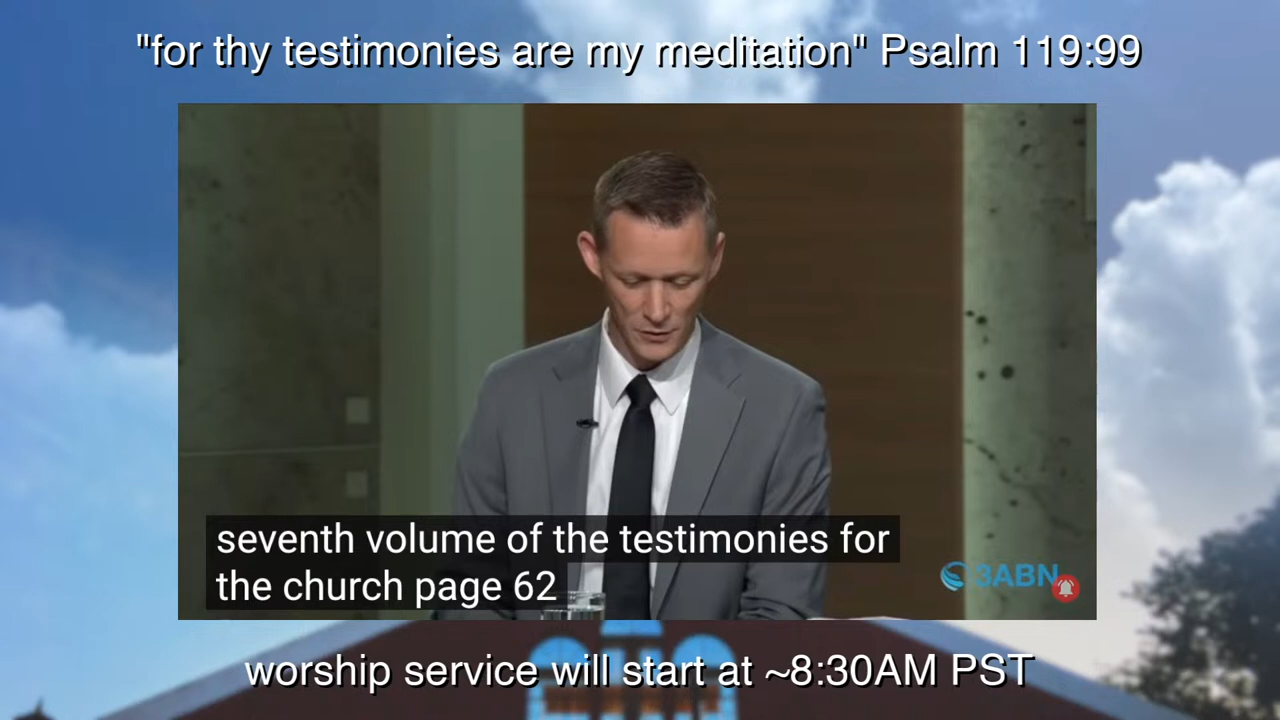 "for thy testimonies are my meditation" Psalm 119:99
seventh volume of the testimonies for
the church page 62
3ABN
worship service will start at ~8:30AM PST